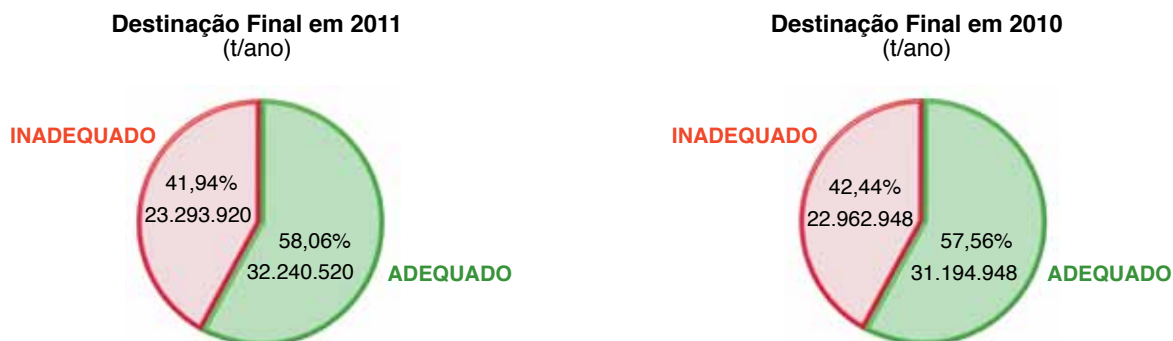 Destinação Final em 2011
(t/ano)
INADEQUADO
41,94%
23.293.920
58,06%
32.240.520
ADEQUADO
Destinação Final em 2010
(t/ano)
INADEQUADO
42,44%
22.962.948
57,56%
31.194.948
ADEQUADO